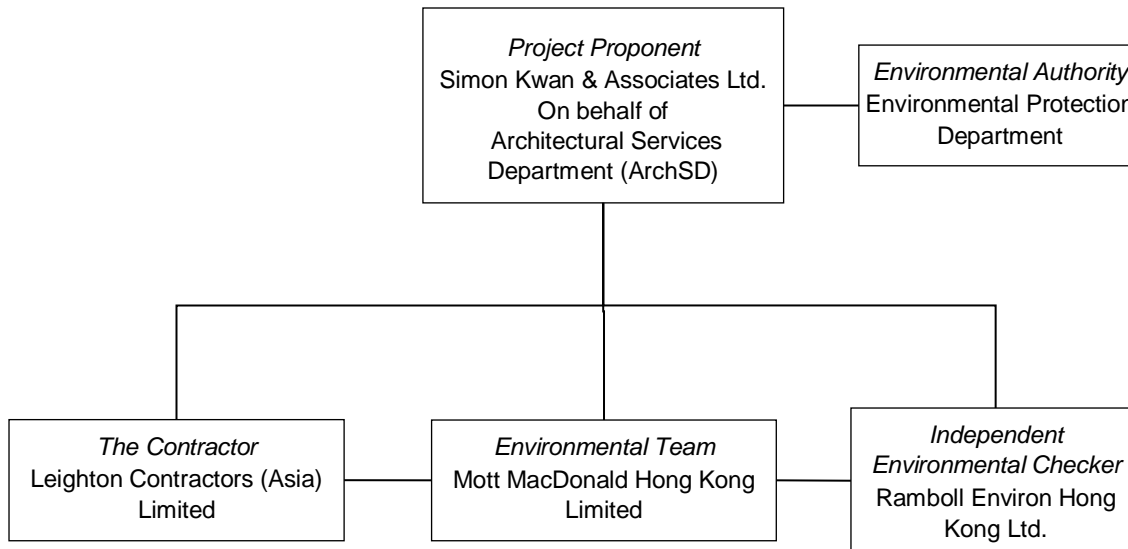 Project Proponent
Simon Kwan & Associates Ltd.
On behalf of
Architectural Services
Department (ArchSD)
Environmental Authority
Environmental Protection
Department
The Contractor
Leighton Contractors (Asia)
Limited
Environmental Team
Mott MacDonald Hong Kong
Limited
Independent
Environmental Checker
Ramboll Environ Hong
Kong Ltd.